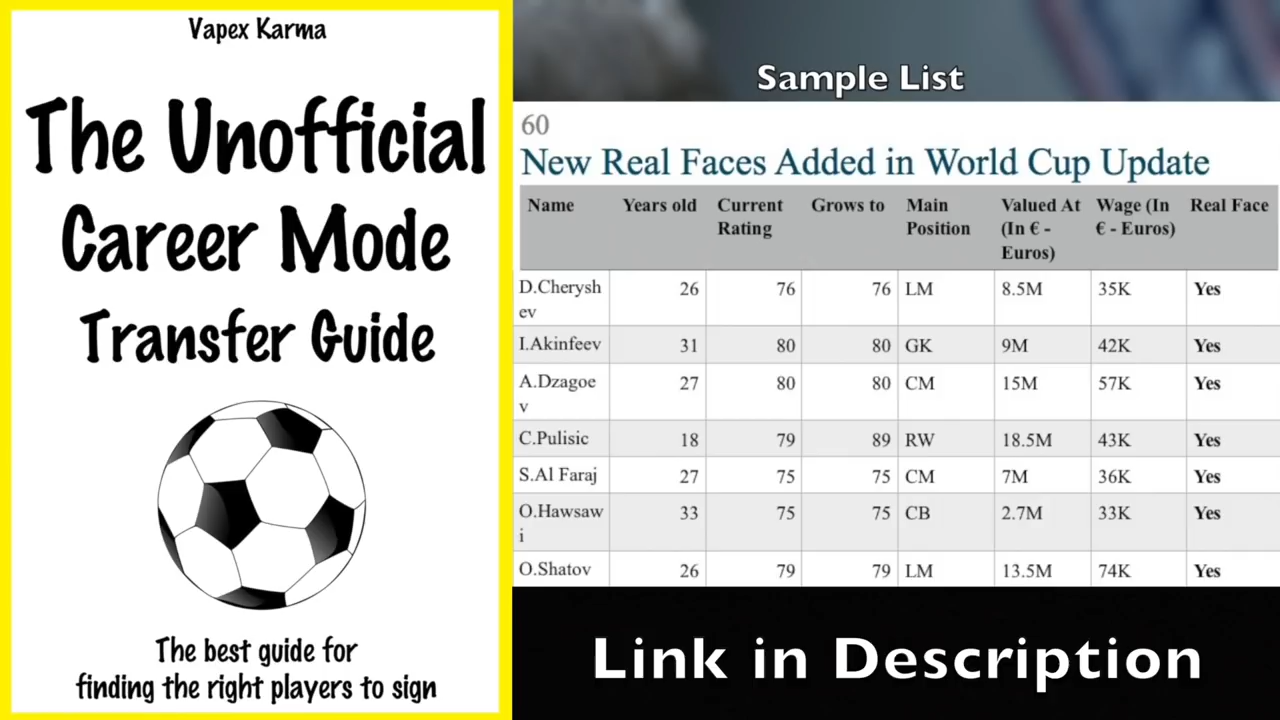 Vapex Karma
The Unofficial
Career Mode
Transfer Guide
The best guide for
finding the right players to sign
Sample List
60
New Real Faces Added in World Cup Update
Name Years old Current Rating Grows to Main Position Valued At (In € - Euros) Wage (In € - Euros) Real Face
D.Cheryshev 26 76 76 LM 8.5M 35K Yes
I.Akinfeev 31 80 80 GK 9M 42K Yes
A.Dzagoev 27 80 80 CM 15M 57K Yes
C.Pulisic 18 79 89 RW 18.5M 43K Yes
S.Al Faraj 27 75 75 CM 7M 36K Yes
O.Hawsawi 33 75 75 CB 2.7M 33K Yes
O.Shatov 26 79 79 LM 13.5M 74K Yes
Link in Description